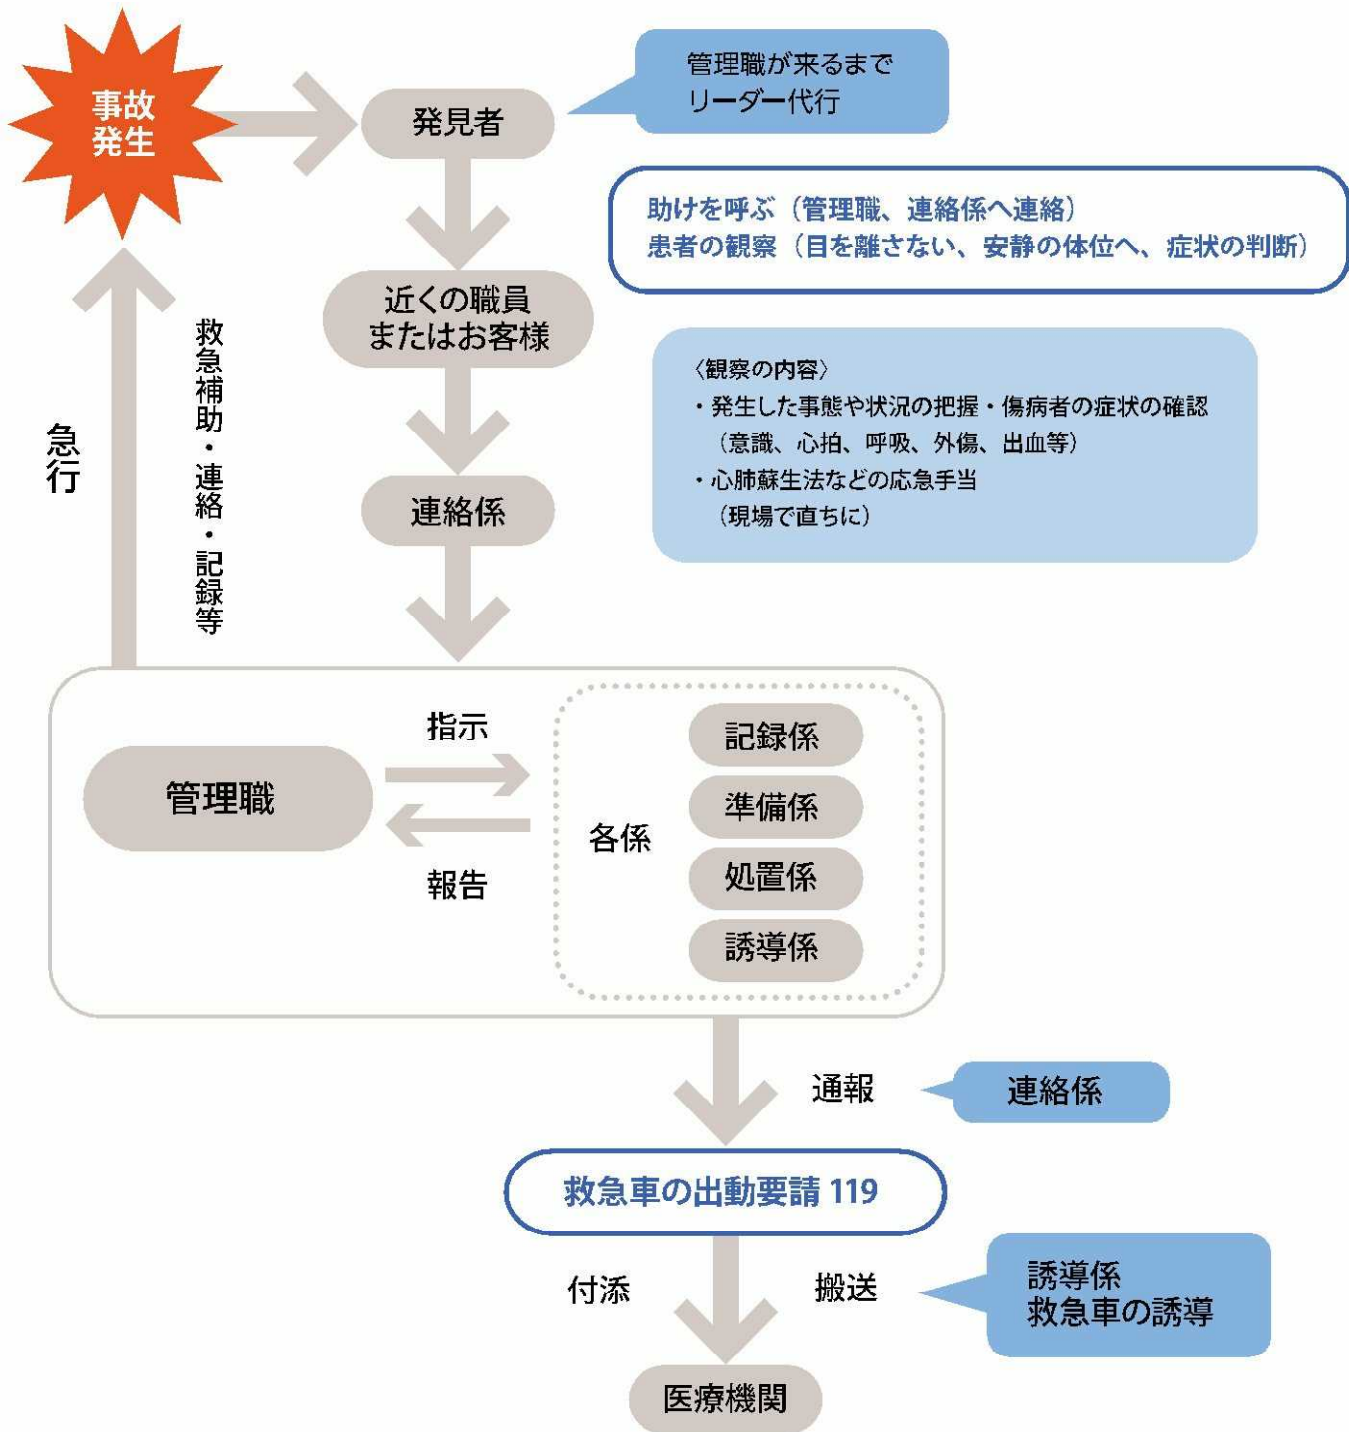 事故
発生
発見者
管理職が来るまで
リーダー代行
助けを呼ぶ（管理職、連絡係へ連絡）
患者の観察（目を離さない、安静の体位へ、症状の判断）
近くの職員
またはお客様
〈観察の内容〉
・発生した事態や状況の把握・傷病者の症状の確認
（意識、心拍、呼吸、外傷、出血等）
・心肺蘇生法などの応急手当
（現場で直ちに）
急行
救急補助・連絡・記録等
連絡係
管理職
指示
報告
各係
記録係
準備係
処置係
誘導係
通報
連絡係
救急車の出動要請 119
付添
搬送
誘導係
救急車の誘導
医療機関